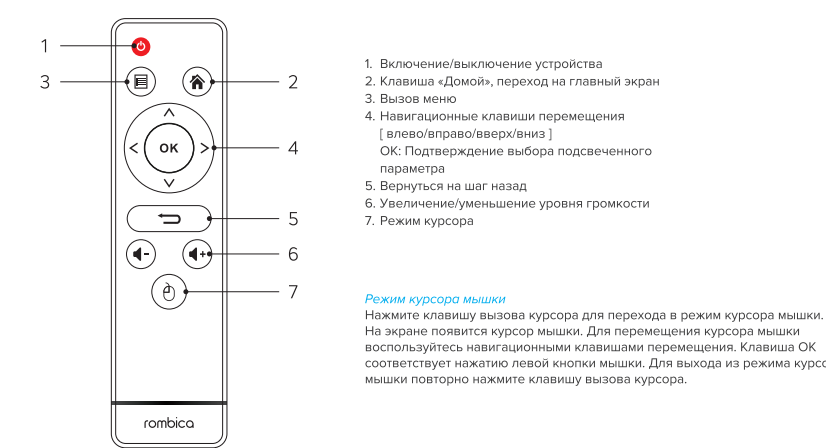 1
3
2
OK
4
5
6
7
rombica
1. Включение/выключение устройства
2. Клавиша «Домой», переход на главный экран
3. Вызов меню
4. Навигационные клавиши перемещения
[ влево/вправо/вверх/вниз ]
ОК: Подтверждение выбора подсвеченного
параметра
5. Вернуться на шаг назад
6. Увеличение/уменьшение уровня громкости
7. Режим курсора
Режим курсора мышки
Нажмите клавишу вызова курсора для перехода в режим курсора мышки.
На экране появится курсор мышки. Для перемещения курсора мышки
воспользуйтесь навигационными клавишами перемещения. Клавиша ОК
соответствует нажатию левой кнопки мышки. Для выхода из режима
мышки повторно нажмите клавишу вызова курсора.